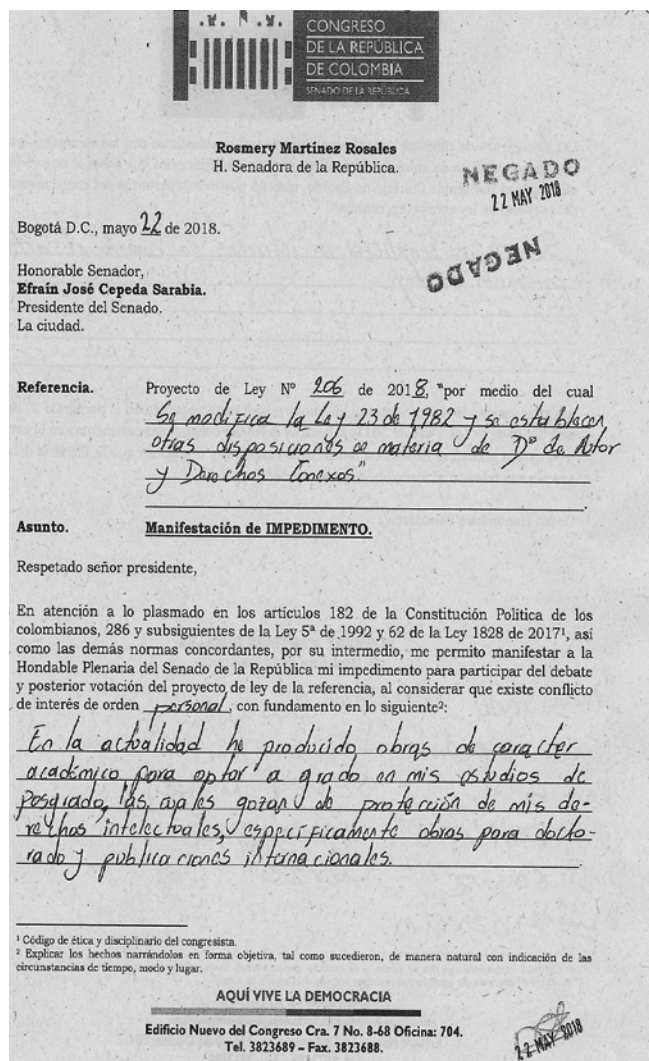 CONGRESO
DE LA REPÚBLICA
DE COLOMBIA
SENADO DE LA REPÚBLICA
Rosmery Martínez Rosales
H. Senadora de la República.
NEGADO
22 MAY 2018
Bogotá D.C., mayo 22 de 2018.
NEGADO
Honorable Senador,
Efraín José Cepeda Sarabia.
Presidente del Senado.
La ciudad.
Referencia. Proyecto de Ley Nº 206 de 2018, "por medio del cual
Se modifica la Ley 23 de 1982 y se establecen
otras disposiciones en materia de Dº de Autor
y Derechos Conexos."
Asunto. Manifestación de IMPEDIMENTO.
Respetado señor presidente,
En atención a lo plasmado en los artículos 182 de la Constitución Política de los
colombianos, 286 y subsiguientes de la Ley 5ª de 1992 y 62 de la Ley 1828 de 2017¹, así
como las demás normas concordantes, por su intermedio, me permito manifestar a la
Hondable Plenaria del Senado de la República mi impedimento para participar del debate
y posterior votación del proyecto de ley de la referencia, al considerar que existe conflicto
de interés de orden personal, con fundamento en lo siguiente²:
En la actualidad he producido obras de caracter
académico para optar a grado en mis estudios de
Posgrado, las cuales gozan de protección de mis de-
rechos intelectuales, específicamente obras para docto-
rado y publicaciones internacionales.
¹ Código de ética y disciplinario del congresista.
² Explicar los hechos narrándolos en forma objetiva, tal como sucedieron, de manera natural con indicación de las
circunstancias de tiempo, modo y lugar.
AQUÍ VIVE LA DEMOCRACIA
Edificio Nuevo del Congreso Cra. 7 No. 8-68 Oficina: 704.
Tel. 3823689 – Fax. 3823688.
22 MAY 2018